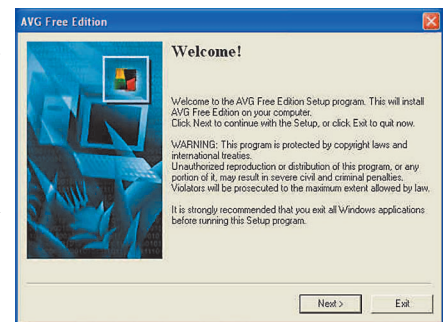 AVG Free Edition
Welcome!
Welcome to the AVG Free Edition Setup program. This will install
AVG Free Edition on your computer.
Click Next to continue with the Setup, or click Exit to quit now.
WARNING: This program is protected by copyright laws and
international treaties.
Unauthorized reproduction or distribution of this program, or any
portion of it, may result in severe civil and criminal penalties.
Violators will be prosecuted to the maximum extent allowed by law.
It is strongly recommended that you exit all Windows applications
before running this Setup program.
Next >
Exit